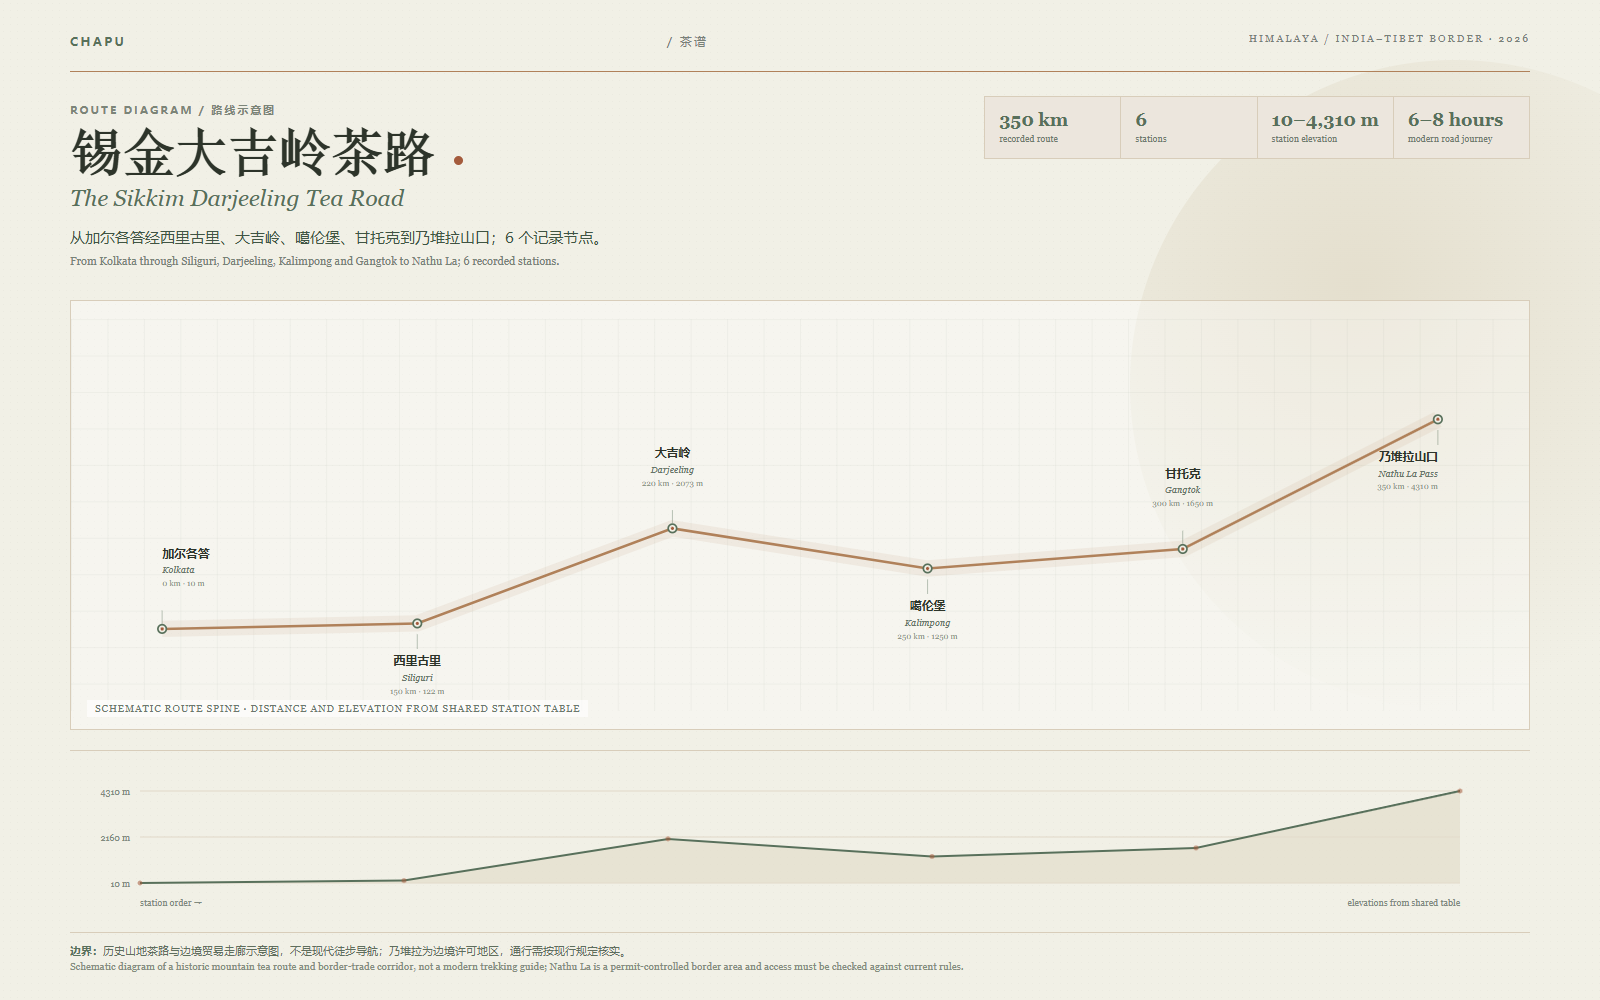 CHAPU
/ 茶谱
HIMALAYA / INDIA–TIBET BORDER · 2026
ROUTE DIAGRAM / 路线示意图
锡金大吉岭茶路
The Sikkim Darjeeling Tea Road
从加尔各答经西里古里、大吉岭、噶伦堡、甘托克到乃堆拉山口；6 个记录节点。
From Kolkata through Siliguri, Darjeeling, Kalimpong and Gangtok to Nathu La; 6 recorded stations.
350 km
recorded route
6
stations
10–4,310 m
station elevation
6–8 hours
modern road journey
加尔各答
Kolkata
0 km · 10 m
西里古里
Siliguri
150 km · 122 m
大吉岭
Darjeeling
220 km · 2073 m
噶伦堡
Kalimpong
250 km · 1250 m
甘托克
Gangtok
300 km · 1650 m
乃堆拉山口
Nathu La Pass
350 km · 4310 m
SCHEMATIC ROUTE SPINE · DISTANCE AND ELEVATION FROM SHARED STATION TABLE
4310 m
2160 m
10 m
station order →
elevations from shared table
边界：历史山地茶路与边境贸易走廊示意图，不是现代徒步导航；乃堆拉为边境许可地区，通行需按现行规定核实。
Schematic diagram of a historic mountain tea route and border-trade corridor, not a modern trekking guide; Nathu La is a permit-controlled border area and access must be checked against current rules.